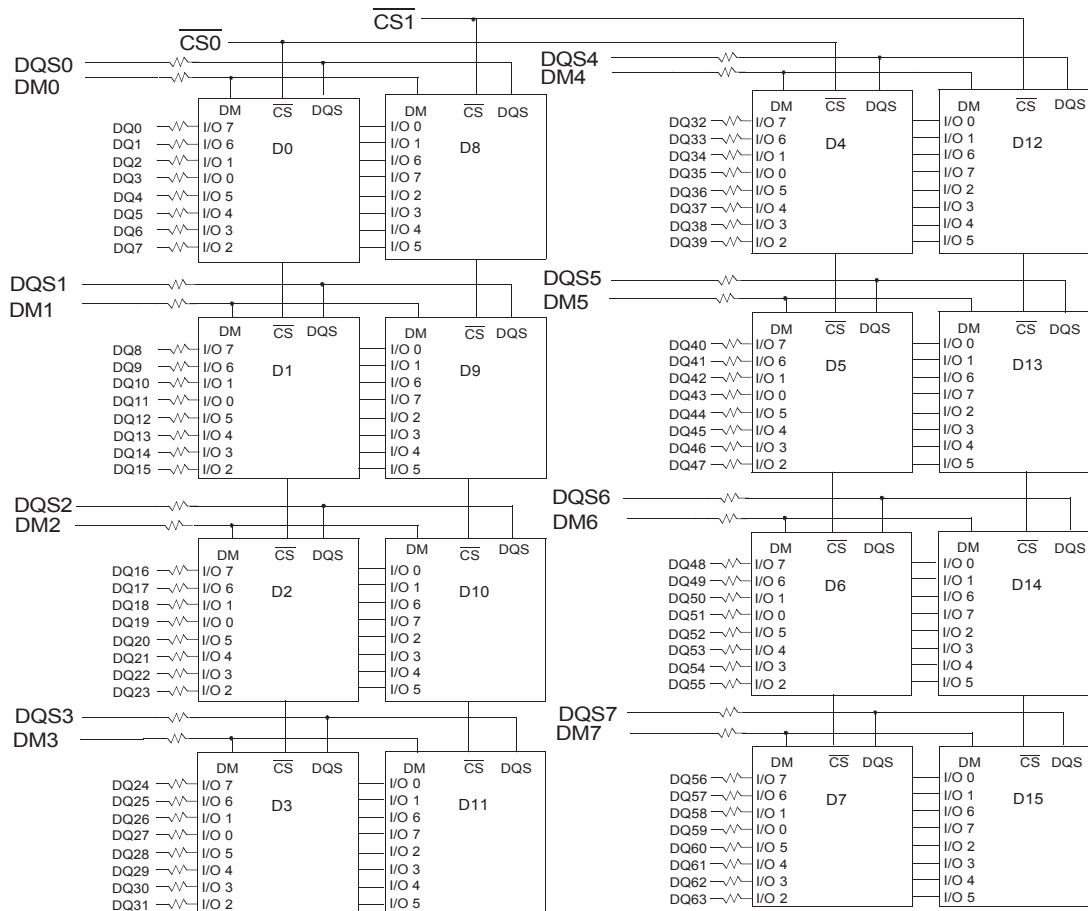 CS1
CS0
DQS0
DM0
DM CS DQS
DQ0 I/O 7
DQ1 I/O 6
DQ2 I/O 1
DQ3 I/O 0
DQ4 I/O 5
DQ5 I/O 4
DQ6 I/O 3
DQ7 I/O 2
D0
DM CS DQS
I/O 0
I/O 1
I/O 6
I/O 7
I/O 2
I/O 3
I/O 4
I/O 5
D8
DQS1
DM1
DM CS DQS
DQ8 I/O 7
DQ9 I/O 6
DQ10 I/O 1
DQ11 I/O 0
DQ12 I/O 5
DQ13 I/O 4
DQ14 I/O 3
DQ15 I/O 2
D1
DM CS DQS
I/O 0
I/O 1
I/O 6
I/O 7
I/O 2
I/O 3
I/O 4
I/O 5
D9
DQS2
DM2
DM CS DQS
DQ16 I/O 7
DQ17 I/O 6
DQ18 I/O 1
DQ19 I/O 0
DQ20 I/O 5
DQ21 I/O 4
DQ22 I/O 3
DQ23 I/O 2
D2
DM CS DQS
I/O 0
I/O 1
I/O 6
I/O 7
I/O 2
I/O 3
I/O 4
I/O 5
D10
DQS3
DM3
DM CS DQS
DQ24 I/O 7
DQ25 I/O 6
DQ26 I/O 1
DQ27 I/O 0
DQ28 I/O 5
DQ29 I/O 4
DQ30 I/O 3
DQ31 I/O 2
D3
DM CS DQS
I/O 0
I/O 1
I/O 6
I/O 7
I/O 2
I/O 3
I/O 4
I/O 5
D11
DQS4
DM4
DM CS DQS
DQ32 I/O 7
DQ33 I/O 6
DQ34 I/O 1
DQ35 I/O 0
DQ36 I/O 5
DQ37 I/O 4
DQ38 I/O 3
DQ39 I/O 2
D4
DM CS DQS
I/O 0
I/O 1
I/O 6
I/O 7
I/O 2
I/O 3
I/O 4
I/O 5
D12
DQS5
DM5
DM CS DQS
DQ40 I/O 7
DQ41 I/O 6
DQ42 I/O 1
DQ43 I/O 0
DQ44 I/O 5
DQ45 I/O 4
DQ46 I/O 3
DQ47 I/O 2
D5
DM CS DQS
I/O 0
I/O 1
I/O 6
I/O 7
I/O 2
I/O 3
I/O 4
I/O 5
D13
DQS6
DM6
DM CS DQS
DQ48 I/O 7
DQ49 I/O 6
DQ50 I/O 1
DQ51 I/O 0
DQ52 I/O 5
DQ53 I/O 4
DQ54 I/O 3
DQ55 I/O 2
D6
DM CS DQS
I/O 0
I/O 1
I/O 6
I/O 7
I/O 2
I/O 3
I/O 4
I/O 5
D14
DQS7
DM7
DM CS DQS
DQ56 I/O 7
DQ57 I/O 6
DQ58 I/O 1
DQ59 I/O 0
DQ60 I/O 5
DQ61 I/O 4
DQ62 I/O 3
DQ63 I/O 2
D7
DM CS DQS
I/O 0
I/O 1
I/O 6
I/O 7
I/O 2
I/O 3
I/O 4
I/O 5
D15